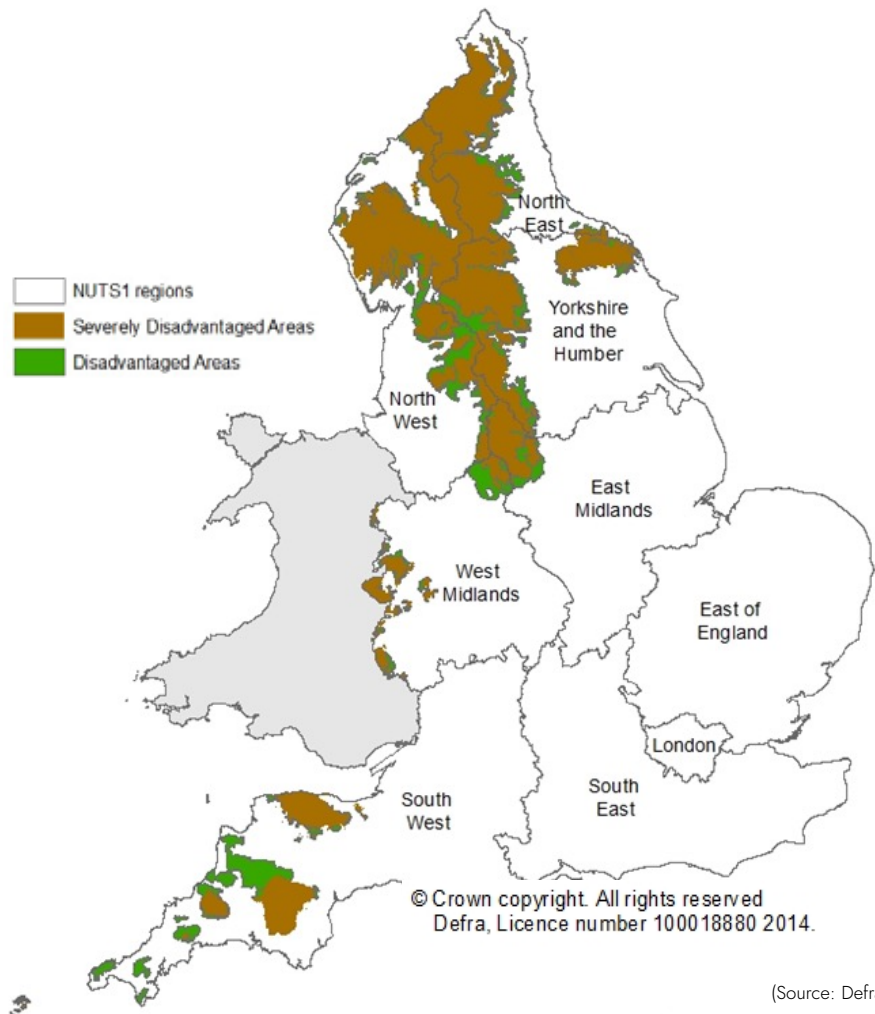 North
East
NUTS1 regions
Severely Disadvantaged Areas
Disadvantaged Areas
Yorkshire
and the
Humber
North
West
East
Midlands
West
Midlands
East of
England
London
South
West
South
East
© Crown copyright. All rights reserved
Defra, Licence number 100018880 2014.
(Source: Defra